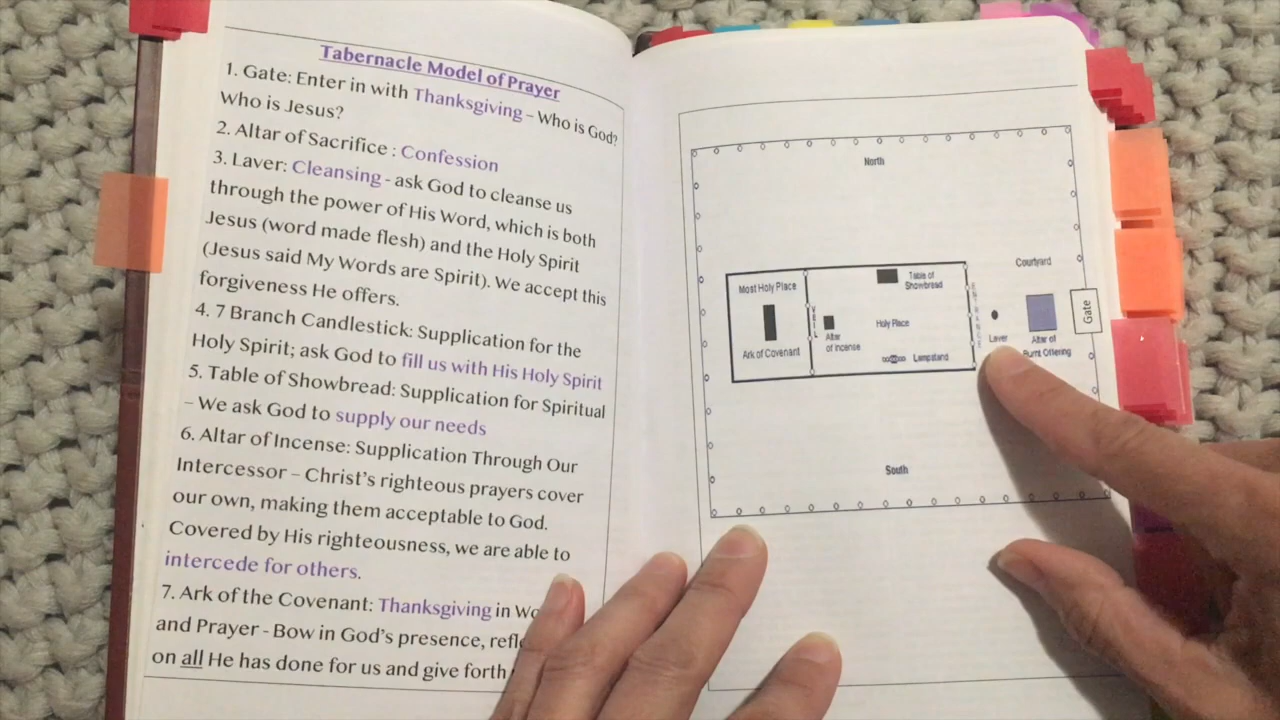 Tabernacle Model of Prayer
1. Gate: Enter in with Thanksgiving – Who is God?
Who is Jesus?
2. Altar of Sacrifice : Confession
3. Laver: Cleansing - ask God to cleanse us
through the power of His Word, which is both
Jesus (word made flesh) and the Holy Spirit
(Jesus said My Words are Spirit). We accept this
forgiveness He offers.
4. 7 Branch Candlestick: Supplication for the
Holy Spirit; ask God to fill us with His Holy Spirit
5. Table of Showbread: Supplication for Spiritual
– We ask God to supply our needs
6. Altar of Incense: Supplication Through Our
Intercessor – Christ's righteous prayers cover
our own, making them acceptable to God.
Covered by His righteousness, we are able to
intercede for others.
7. Ark of the Covenant: Thanksgiving in
and Prayer - Bow in God's presence,
on all He has done for us and give forth
North
Courtyard
Most Holy Place
Ark of Covenant
VEIL
Altar
of Incense
Table of
Showbread
Holy Place
Lampstand
ENTRANCE
Laver
Altar of
Burnt Offering
Gate
South